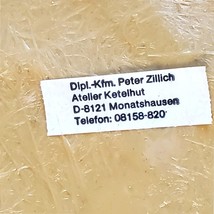 Dipl.-Kfm. Peter Zillich
Atelier Ketelhut
D-8121 Monatshausen
Telefon: 08158-820